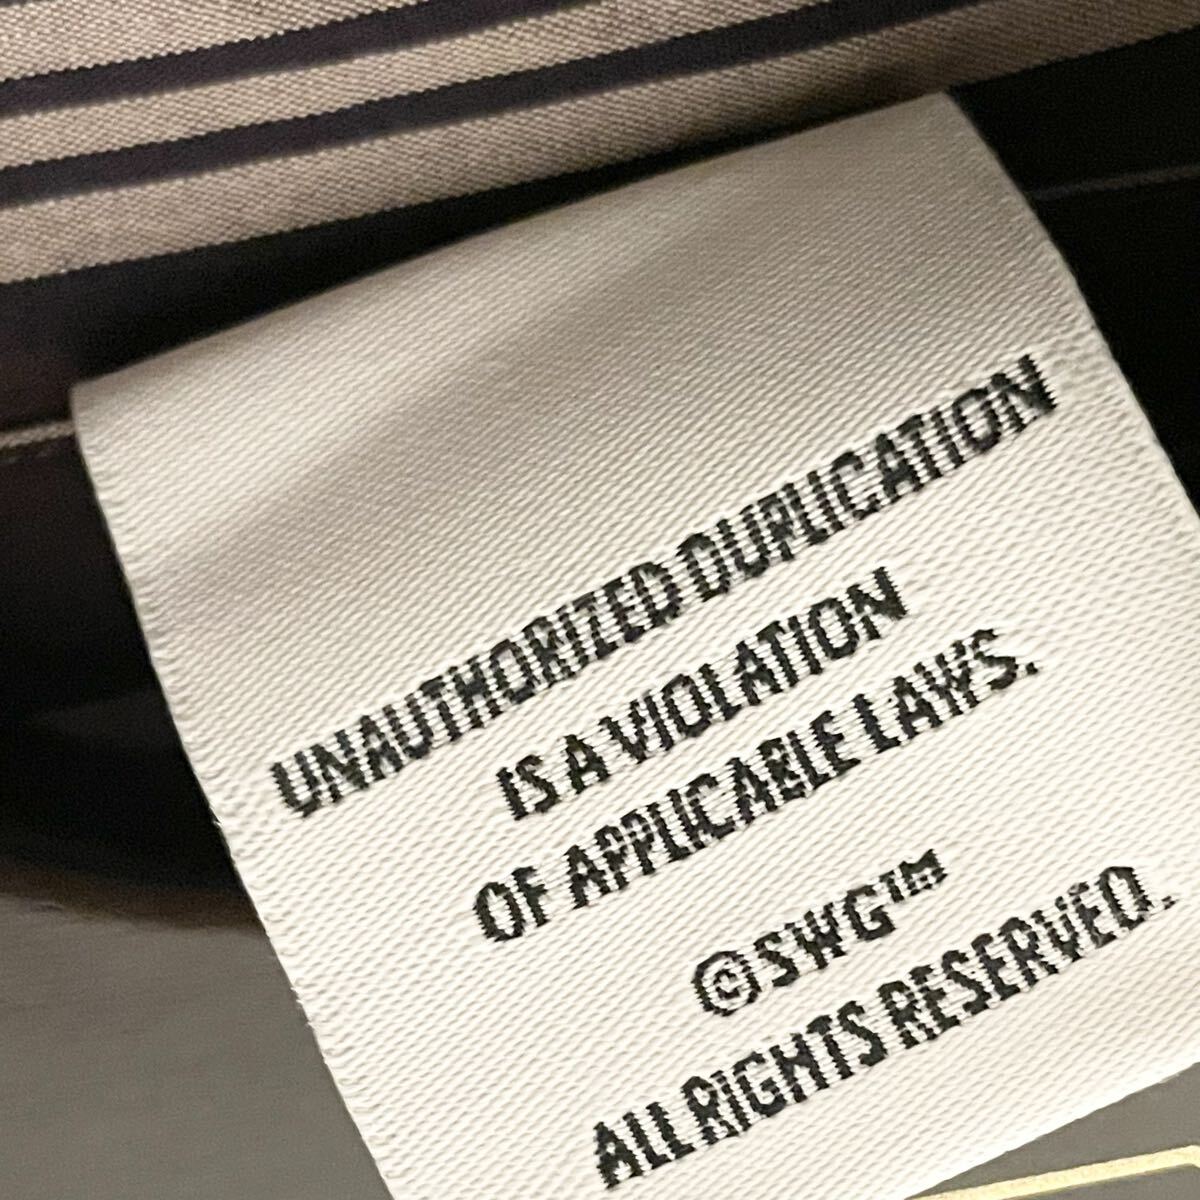 UNAUTHORIZED DUPLICATION
IS A VIOLATION
OF APPLICABLE LAWS.
©SWG™
ALL RIGHTS RESERVED.